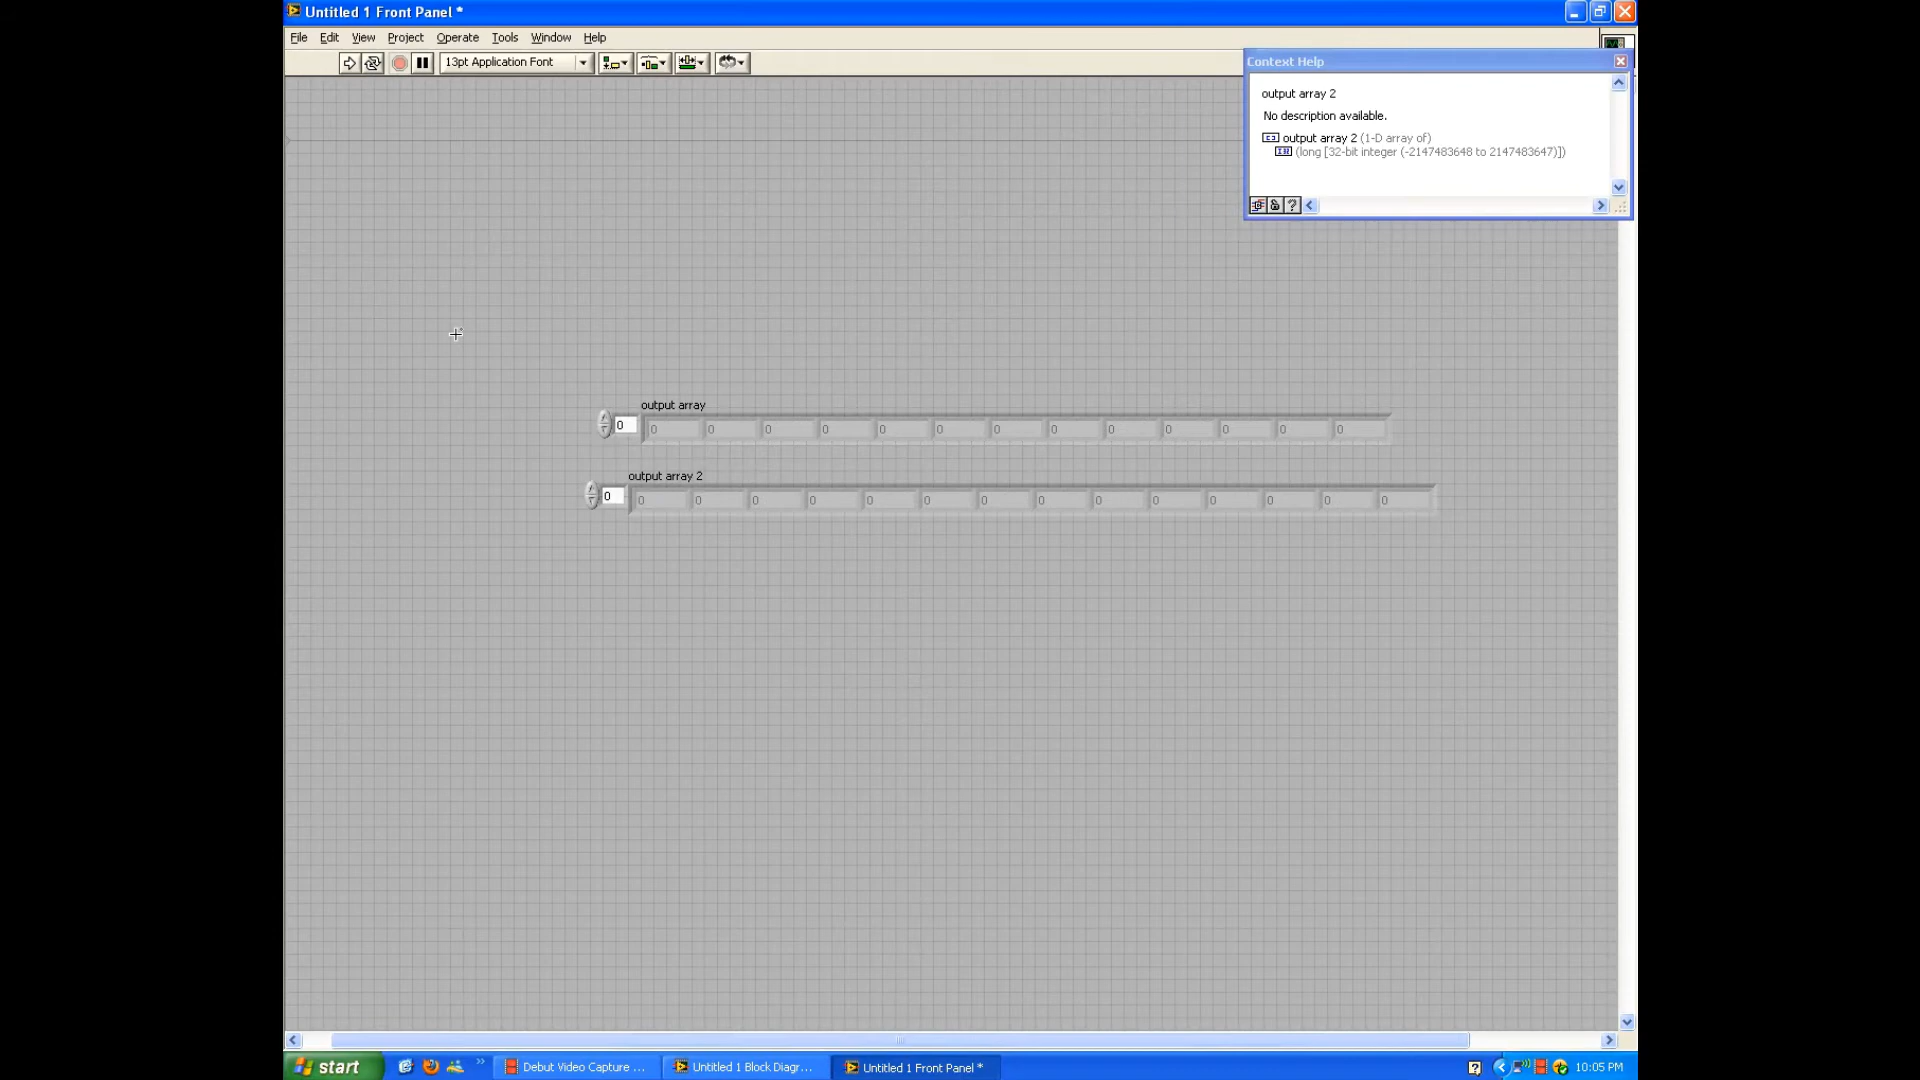 Untitled 1 Front Panel *
File Edit View Project Operate Tools Window Help
13pt Application Font
Context Help
output array 2
No description available.
output array 2 (1-D array of)
(long [32-bit integer (-2147483648 to 2147483647)])
output array
0 0 0 0 0 0 0 0 0 0 0 0 0 0
output array 2
0 0 0 0 0 0 0 0 0 0 0 0 0 0 0
start Debut Video Capture ... Untitled 1 Block Diagr... Untitled 1 Front Panel * 10:05 PM